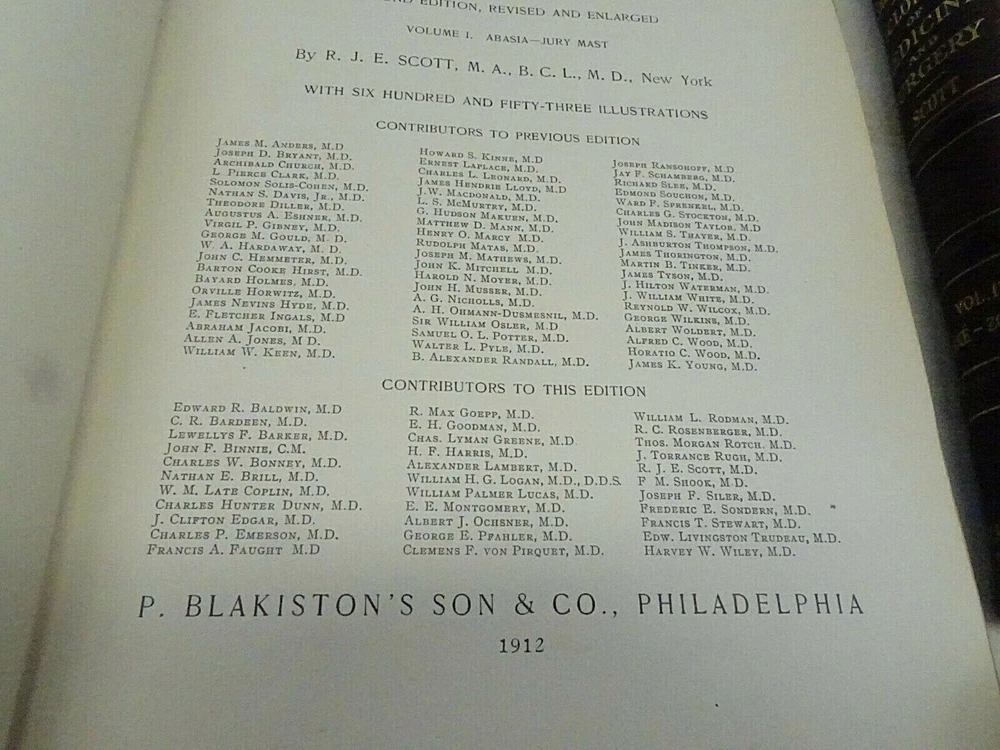 EDITION, REVISED AND ENLARGED
VOLUME I. ABASIA—JURY MAST
By R. J. E. SCOTT, M. A., B. C. L., M. D., New York
WITH SIX HUNDRED AND FIFTY-THREE ILLUSTRATIONS
CONTRIBUTORS TO PREVIOUS EDITION
JAMES M. ANDERS, M.D
JOSEPH D. BRYANT, M.D.
ARCHIBALD CHURCH, M.D.
L. PIERCE CLARK, M.D.
SOLOMON SOLIS-COHEN, M.D.
NATHAN S. DAVIS, JR., M.D.
THEODORE DILLER, M.D.
AUGUSTUS A. ESHNER, M.D.
VIRGIL P. GIBNEY, M.D.
GEORGE M. GOULD, M. D.
W. A. HARDAWAY, M. D.
JOHN C. HEMMETER, M.D.
BARTON COOKE HIRST, M.D.
BAYARD HOLMES, M.D.
ORVILLE HORWITZ, M.D.
JAMES NEVINS HYDE, M.D.
E. FLETCHER INGALS, M.D
ABRAHAM JACOBI, M.D.
ALLEN A. JONES, M D.
WILLIAM W. KEEN, M.D.
HOWARD S. KINNE, M.D
ERNEST LAPLACE, M.D.
CHARLES L. LEONARD, M.D.
JAMES HENDRIE LLOYD, M.D
J.W. MACDONALD, M.D.
L. S. MCMURTRY, M.D.
G. HUDSON MAKUEN, M.D.
MATTHEW D. MANN, M.D.
HENRY O. MARCY M.D.
RUDOLPH MATAS, M.D.
JOSEPH M. MATHEWS, M.D.
JOHN K. MITCHELL M.D.
HAROLD N. MOYER, M.D.
JOHN H. MUSSER, M.D.
A. G. NICHOLLS, M.D.
A. H. OHMANN-DUSMESNIL, M.D.
SIR WILLIAM OSLER, M.D
SAMUEL O. L. POTTER, M.D.
WALTER L. PYLE, M.D.
B. ALEXANDER RANDALL, M.D.
JOSEPH RANSOHOFF, M.D
JAY F. SCHAMBERG, M.D.
RICHARD SLEE, M.D.
EDMOND SOUCHON, M.D.
WARD F. SPRENKEL, M.D.
CHARLES G. STOCKTON, M.D.
JOHN MADISON TAYLOR, M.D
WILLIAM S. THAYER, M.D.
J. ASHBURTON THOMPSON, M.D.
JAMES THORINGTON, M.D.
MARTIN B. TINKER, M.D.
JAMES TYSON, M.D.
J. HILTON WATERMAN, M.D.
J. WILLIAM WHITE, M.D.
REYNOLD W. WILCOX, M.D.
GEORGE WILKINS, M.D.
ALBERT WOLDERT, M.D.
ALFRED C. WOOD, M.D.
HORATIO C. WOOD, M.D.
JAMES K. YOUNG, M.D.
CONTRIBUTORS TO THIS EDITION
EDWARD R. BALDWIN, M.D
C. R. BARDEEN, M.D.
LEWELLYS F. BARKER, M.D.
JOHN F. BINNIE, C.M.
CHARLES W. BONNEY, M.D.
NATHAN E. BRILL, M.D.
W. M. LATE COPLIN, M.D.
CHARLES HUNTER DUNN, M.D.
J. CLIFTON EDGAR, M.D.
CHARLES P. EMERSON, M.D.
FRANCIS A. FAUGHT M.D
R. MAX GOEPP, M.D.
E. H. GOODMAN, M.D.
CHAS. LYMAN GREENE, M.D
H. F. HARRIS, M.D.
ALEXANDER LAMBERT, M.D.
WILLIAM H. G. LOGAN, M.D., D.D.S.
WILLIAM PALMER LUCAS, M.D.
E. E. MONTGOMERY, M.D.
ALBERT J. OCHSNER, M.D.
GEORGE E. PFAHLER, M.D.
CLEMENS F. VON PIRQUET, M.D.
WILLIAM L. RODMAN, M.D.
R. C. ROSENBERGER, M.D.
THOS. MORGAN ROTCH. M.D.
J. TORRANCE RUGH, M.D.
R. J. E. SCOTT, M.D.
F M. SHOOK, M.D.
JOSEPH F. SILER, M.D.
FREDERIC E. SONDERN, M.D.
FRANCIS T. STEWART, M.D.
EDW. LIVINGSTON TRUDEAU, M.D.
HARVEY W. WILEY, M.D.
P. BLAKISTON'S SON & CO., PHILADELPHIA
1912
OF
AND
SCOTT
VOL.